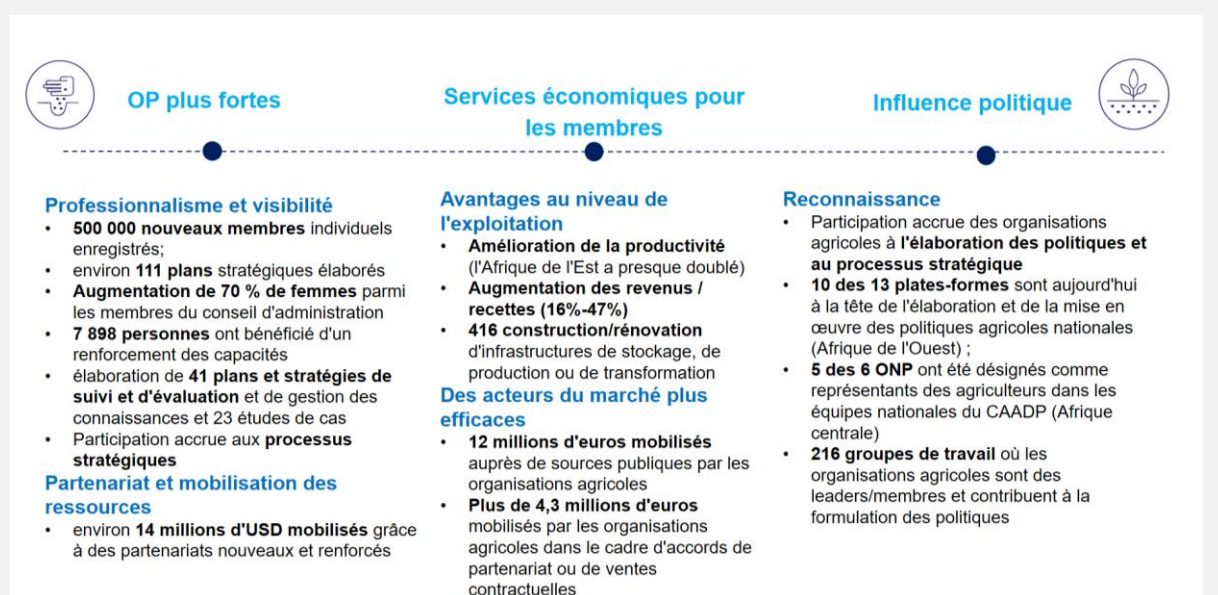 OP plus fortes
Services économiques pour
les membres
Influence politique
Professionnalisme et visibilité
• 500 000 nouveaux membres individuels
enregistrés;
• environ 111 plans stratégiques élaborés
• Augmentation de 70 % de femmes parmi
les membres du conseil d'administration
• 7 898 personnes ont bénéficié d'un
renforcement des capacités
• élaboration de 41 plans et stratégies de
suivi et d'évaluation et de gestion des
connaissances et 23 études de cas
• Participation accrue aux processus
stratégiques
Partenariat et mobilisation des
ressources
• environ 14 millions d'USD mobilisés grâce
à des partenariats nouveaux et renforcés
Avantages au niveau de
l'exploitation
• Amélioration de la productivité
(l'Afrique de l'Est a presque doublé)
• Augmentation des revenus /
recettes (16%-47%)
• 416 construction/rénovation
d'infrastructures de stockage, de
production ou de transformation
Des acteurs du marché plus
efficaces
• 12 millions d'euros mobilisés
auprès de sources publiques par les
organisations agricoles
• Plus de 4,3 millions d'euros
mobilisés par les organisations
agricoles dans le cadre d'accords de
partenariat ou de ventes
contractuelles
Reconnaissance
• Participation accrue des organisations
agricoles à l'élaboration des politiques et
au processus stratégique
• 10 des 13 plates-formes sont aujourd'hui
à la tête de l'élaboration et de la mise en
œuvre des politiques agricoles nationales
(Afrique de l'Ouest) ;
• 5 des 6 ONP ont été désignés comme
représentants des agriculteurs dans les
équipes nationales du CAADP (Afrique
centrale)
• 216 groupes de travail où les
organisations agricoles sont des
leaders/membres et contribuent à la
formulation des politiques